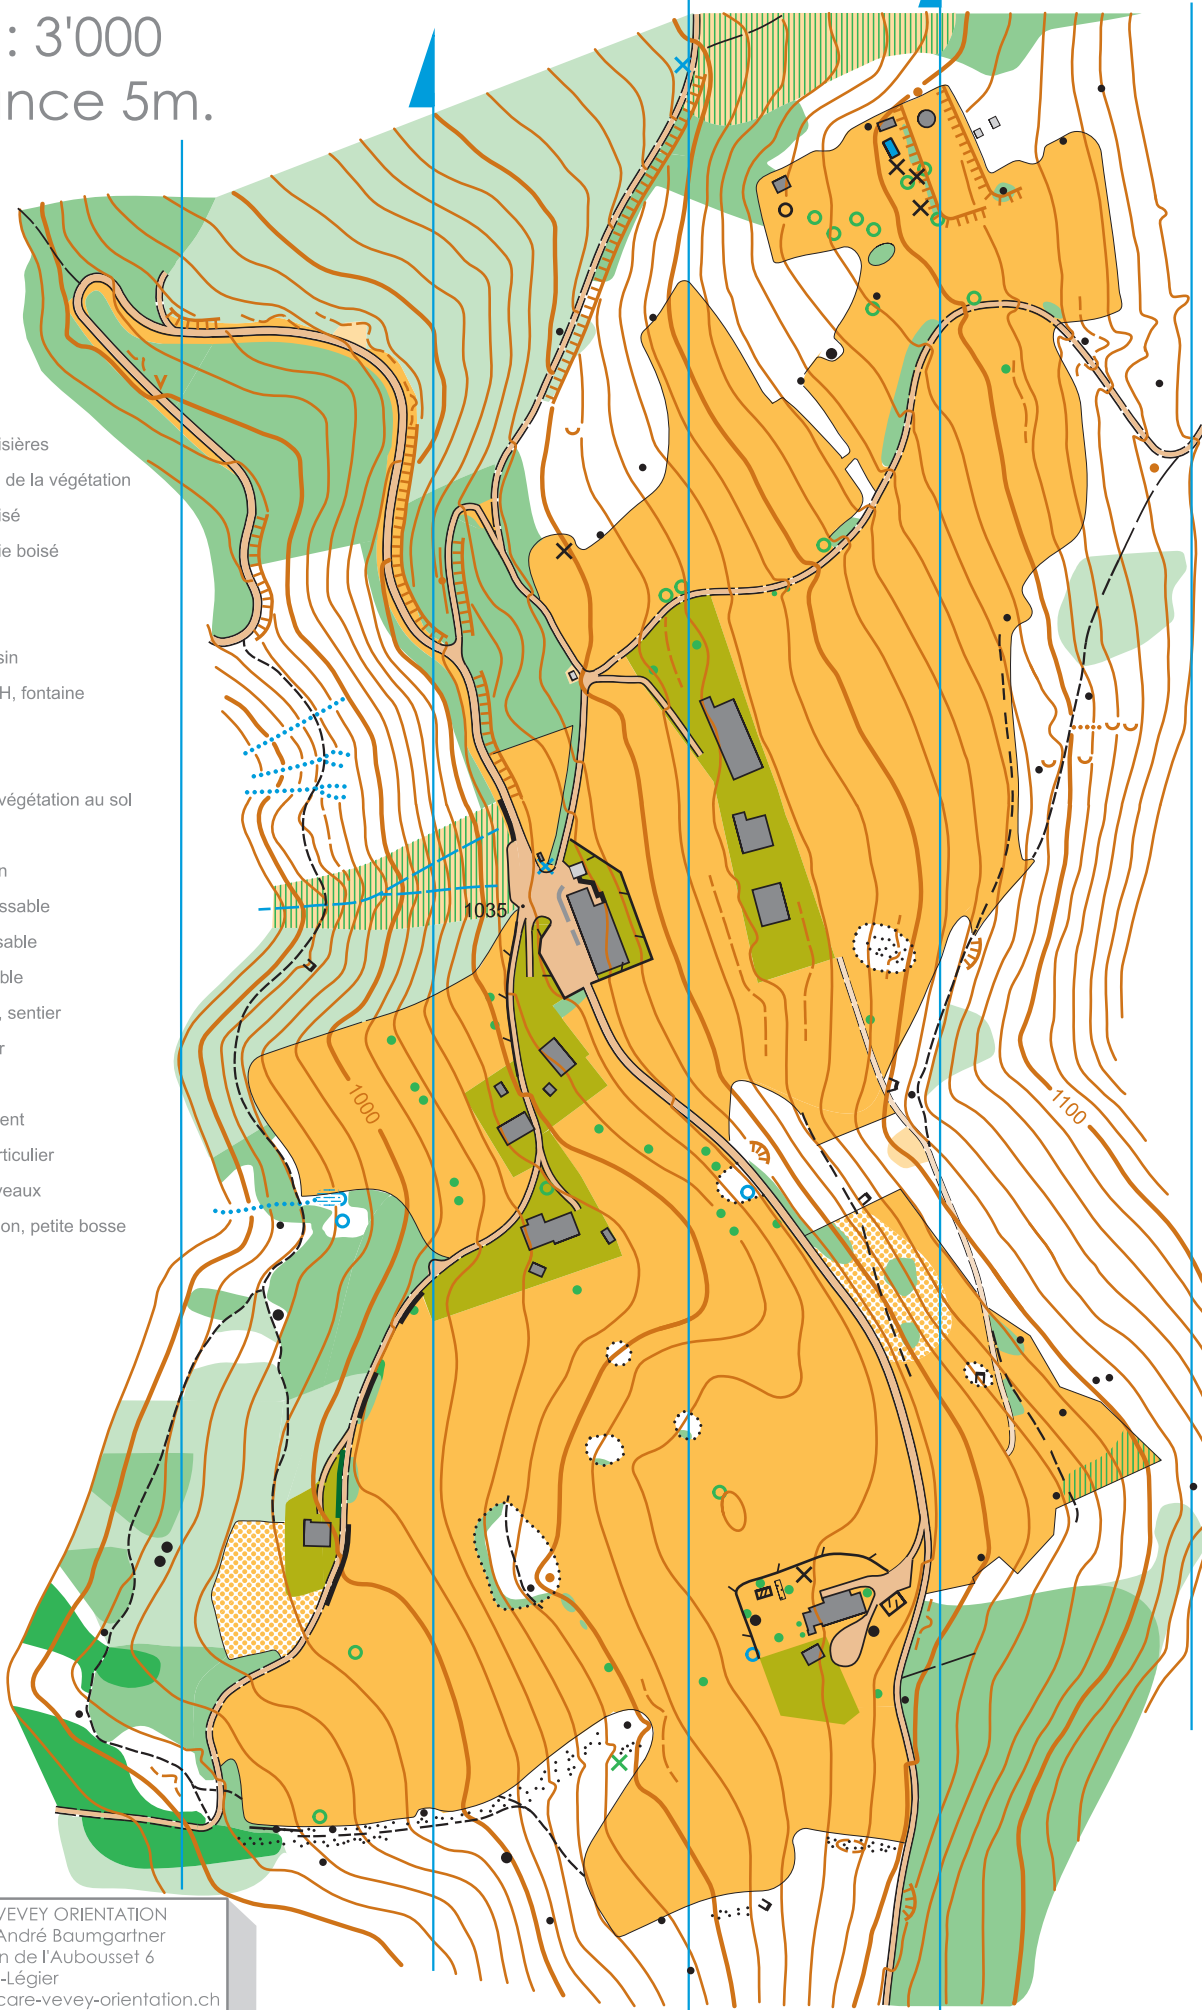 : 3'000
nce 5m.
isières
de la végétation
isé
ie boisé
sin
H, fontaine
végétation au sol
n
ssable
sable
ble
, sentier
r
ent
rticulier
veaux
on, petite bosse
1035
1000
1100
VEVEY ORIENTATION
André Baumgartner
n de l'Aubousset 6
-Légier
care-vevey-orientation.ch